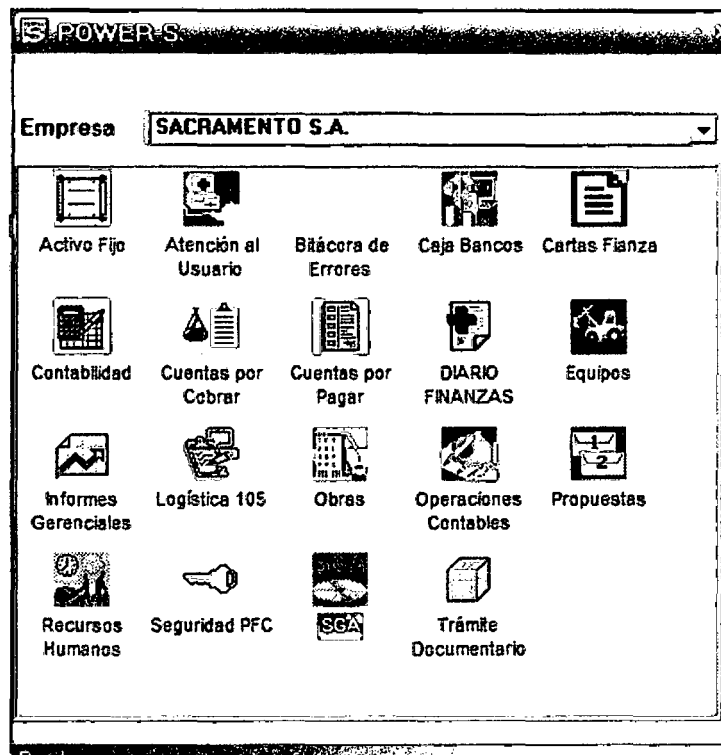 POWER-S.
Empresa SACRAMENTO S.A.
Activo Fijo
Atención al
Usuario
Bitácora de
Errores
Caja Bancos
Cartas Fianza
Contabilidad
Cuentas por
Cobrar
Cuentas por
Pagar
DIARIO
FINANZAS
Equipos
Informes
Gerenciales
Logística 105
Obras
Operaciones
Contables
1
2
Propuestas
Recursos
Humanos
Seguridad PFC
SGA
Trámite
Documentario